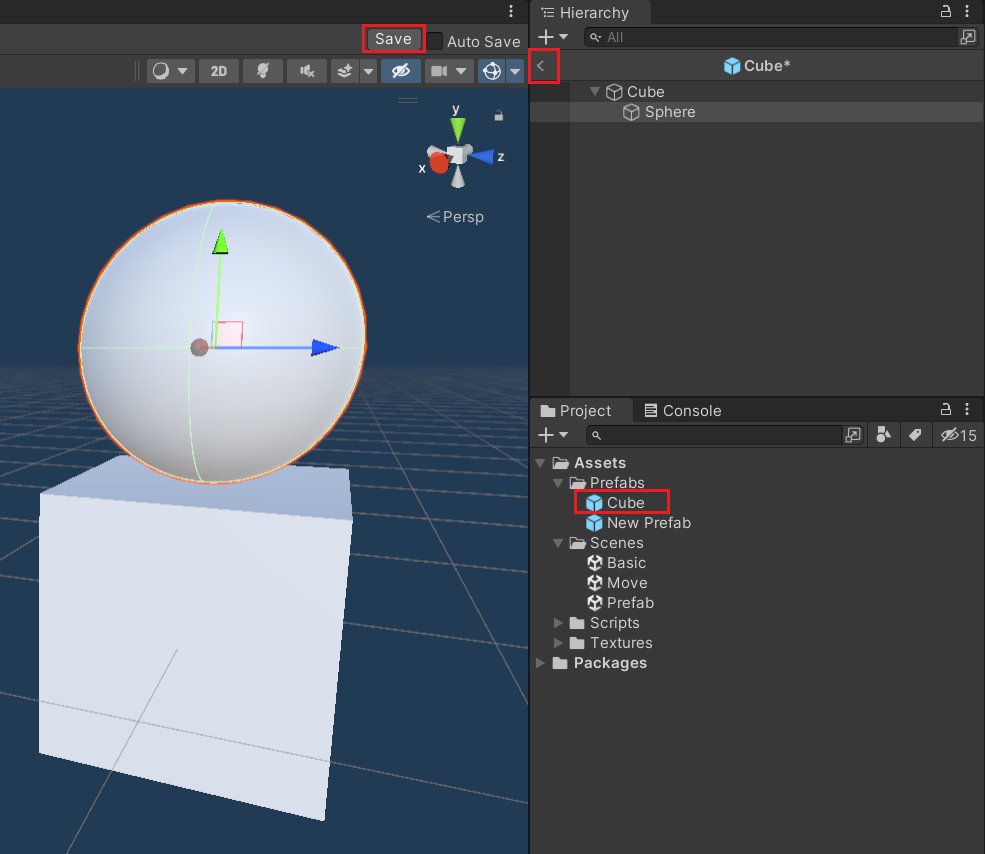 Save
Auto Save
2D
y
x
z
Persp
Hierarchy
All
Cube*
Cube
Sphere
Project
Console
15
Assets
Prefabs
Cube
New Prefab
Scenes
Basic
Move
Prefab
Scripts
Textures
Packages